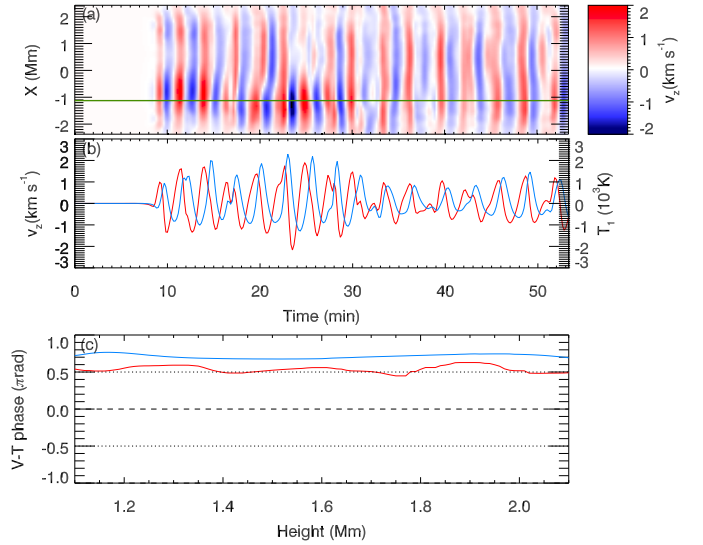 (a)
X (Mm)
2
1
0
-1
-2
2
1
0
-1
-2
v_z(km s⁻¹)
(b)
v_z(km s⁻¹)
3
2
1
0
-1
-2
-3
3
2
1
0
-1
-2
-3
T₁ (10³K)
0 10 20 30 40 50
Time (min)
(c)
V-T phase (πrad)
1.0
0.5
0.0
-0.5
-1.0
1.2 1.4 1.6 1.8 2.0
Height (Mm)